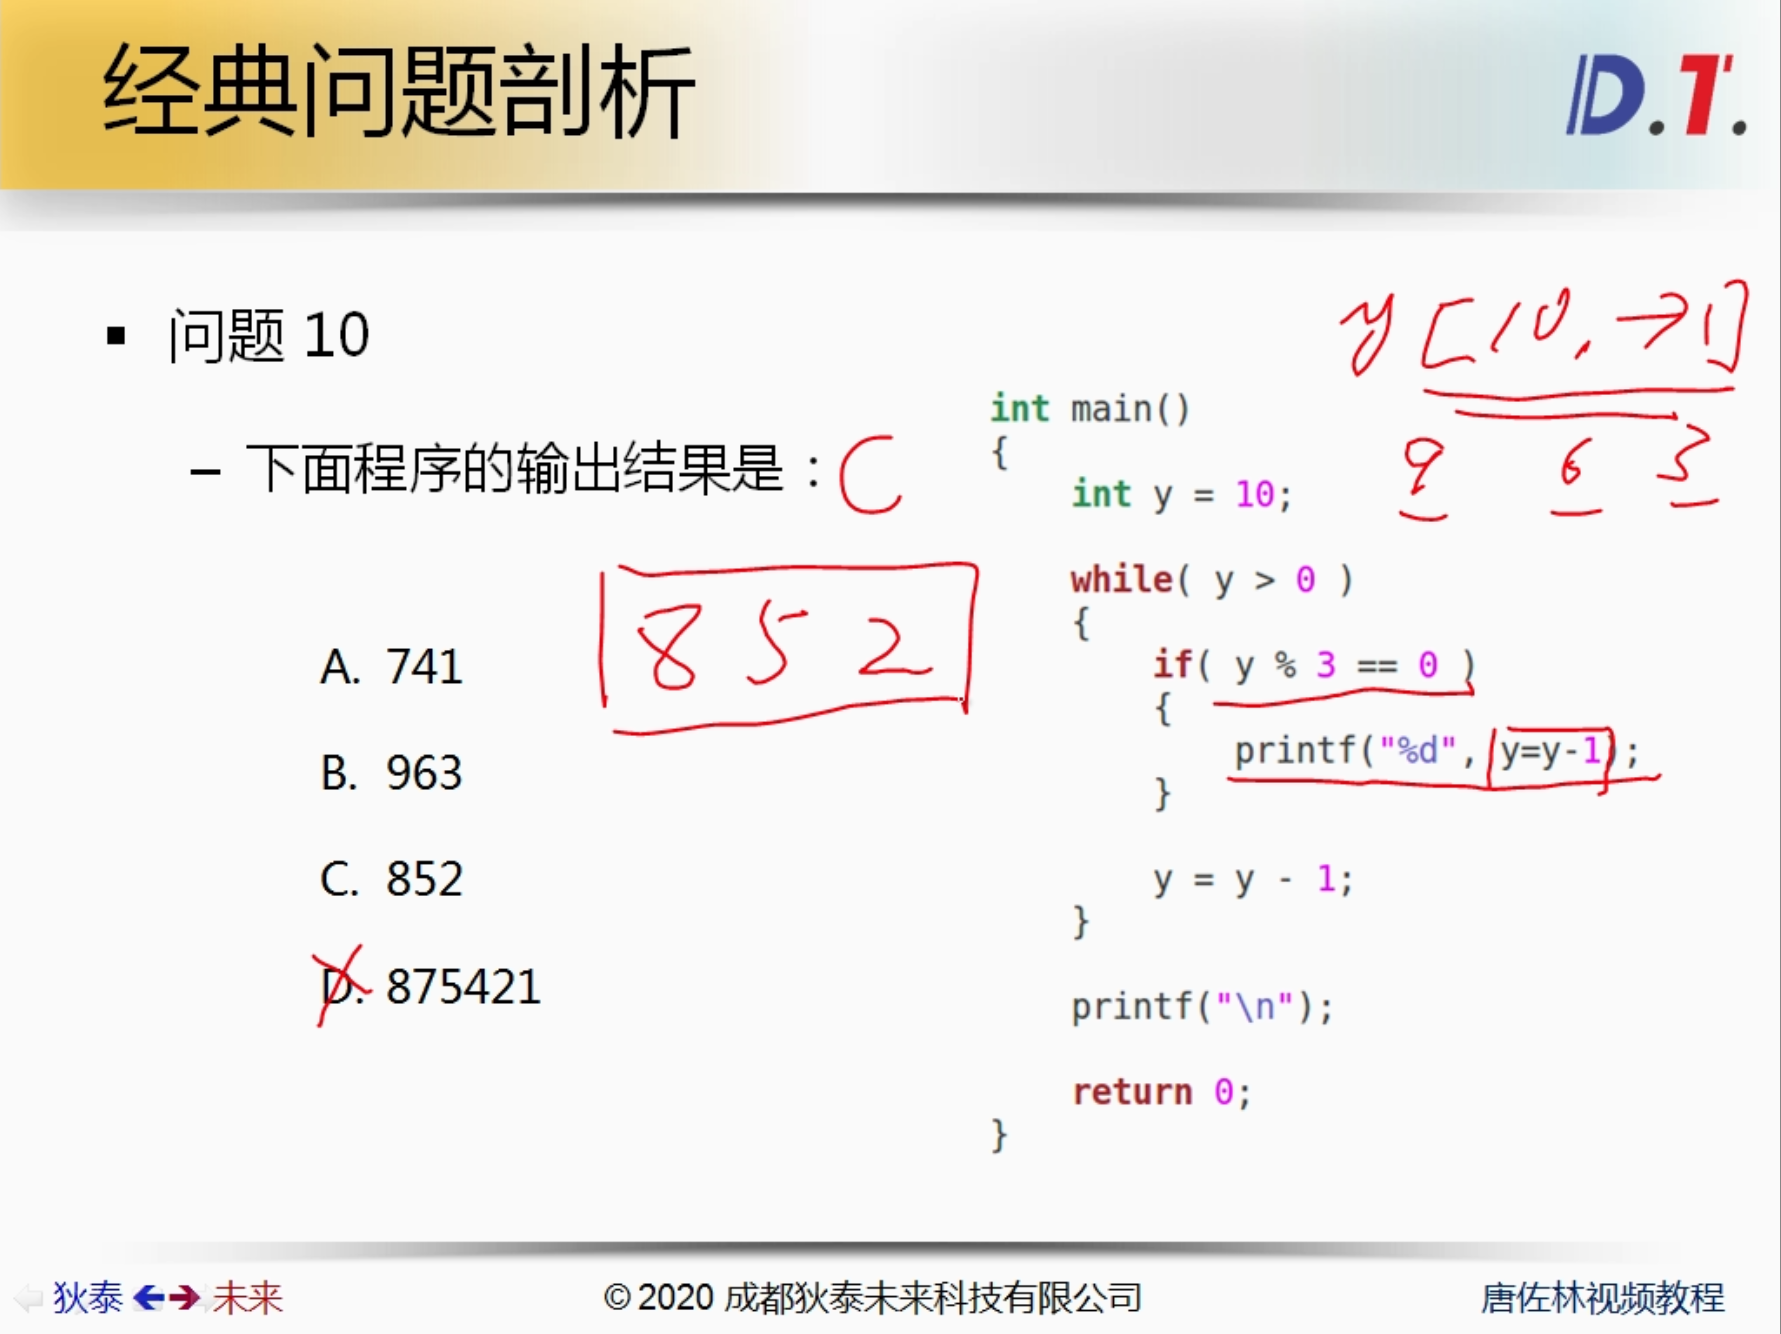 经典问题剖析
D.T.
▪ 问题 10
y [10, →1]
9 6 3
– 下面程序的输出结果是：C
8 5 2
A. 741
B. 963
C. 852
D. 875421
int main()
{
    int y = 10;
    while( y > 0 )
    {
        if( y % 3 == 0 )
        {
            printf("%d", y=y-1);
        }
        y = y - 1;
    }
    printf("\n");
    return 0;
}
狄泰 未来
© 2020 成都狄泰未来科技有限公司
唐佐林视频教程